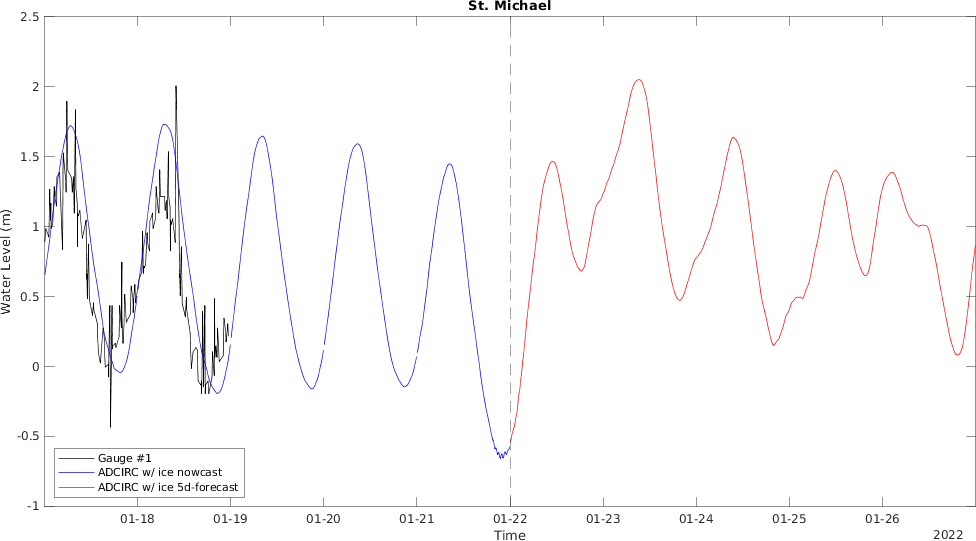 St. Michael
2.5
2
1.5
1
0.5
0
-0.5
-1
Water Level (m)
Gauge #1
ADCIRC w/ ice nowcast
ADCIRC w/ ice 5d-forecast
01-18 01-19 01-20 01-21 01-22 01-23 01-24 01-25 01-26
Time
2022